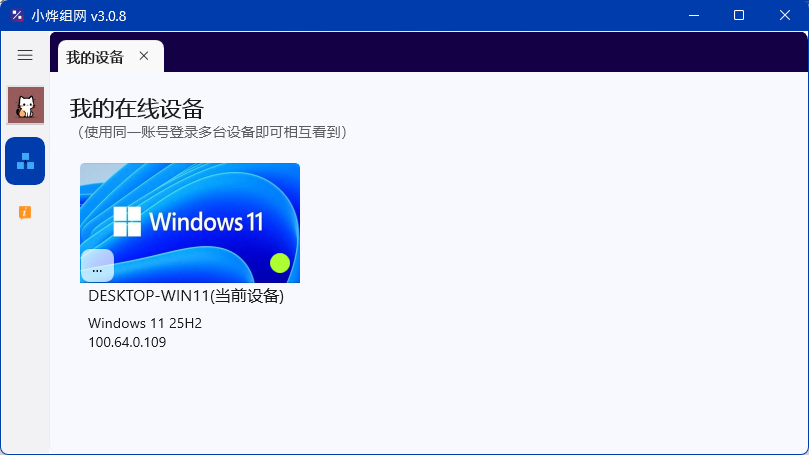 小烨组网 v3.0.8
我的设备
我的在线设备
（使用同一账号登录多台设备即可相互看到）
Windows 11
...
DESKTOP-WIN11(当前设备)
Windows 11 25H2
100.64.0.109